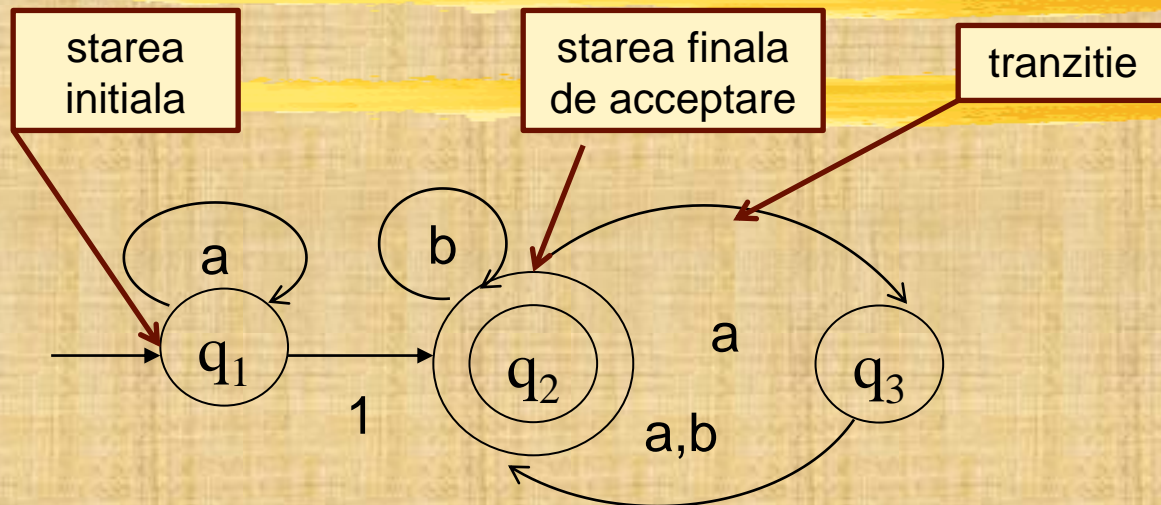 starea
initiala
starea finala
de acceptare
tranzitie
a
b
q₁
q₂
a
q₃
1
a,b